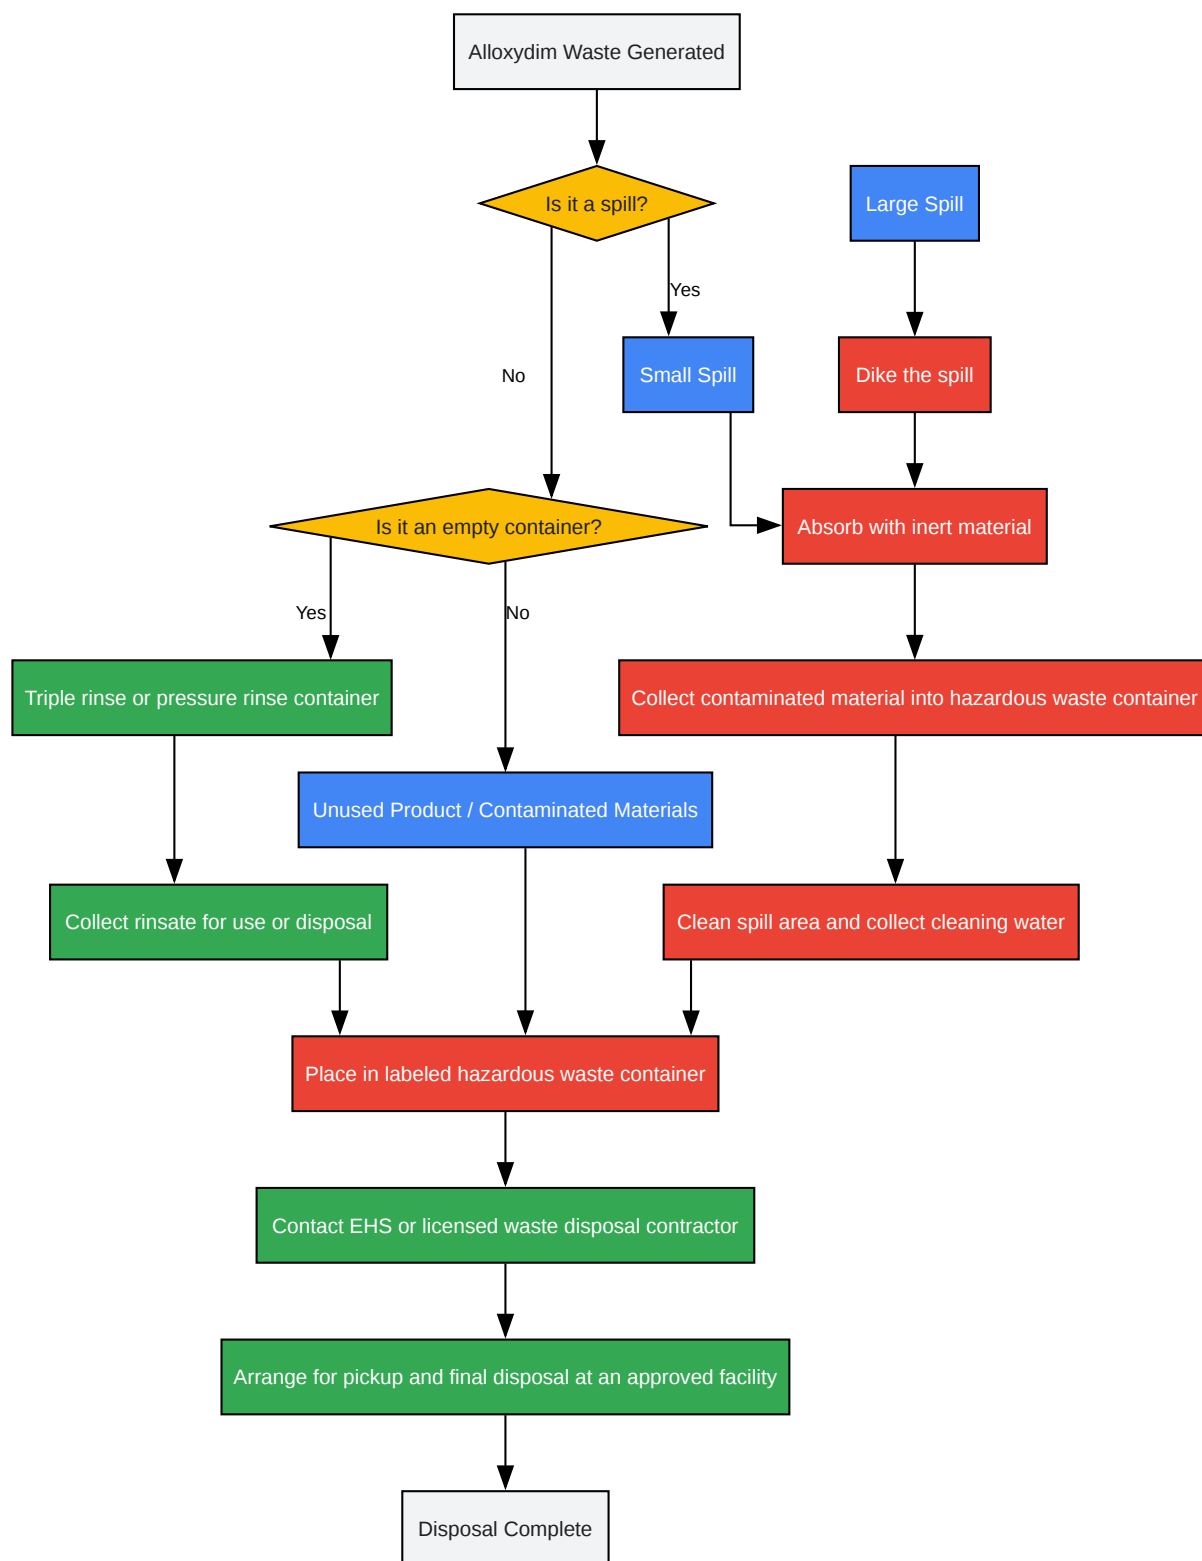 Alloxydim Waste Generated
Is it a spill?
Large Spill
Yes
No
Small Spill
Dike the spill
Is it an empty container?
Absorb with inert material
Yes
No
Triple rinse or pressure rinse container
Collect contaminated material into hazardous waste container
Unused Product / Contaminated Materials
Collect rinsate for use or disposal
Clean spill area and collect cleaning water
Place in labeled hazardous waste container
Contact EHS or licensed waste disposal contractor
Arrange for pickup and final disposal at an approved facility
Disposal Complete